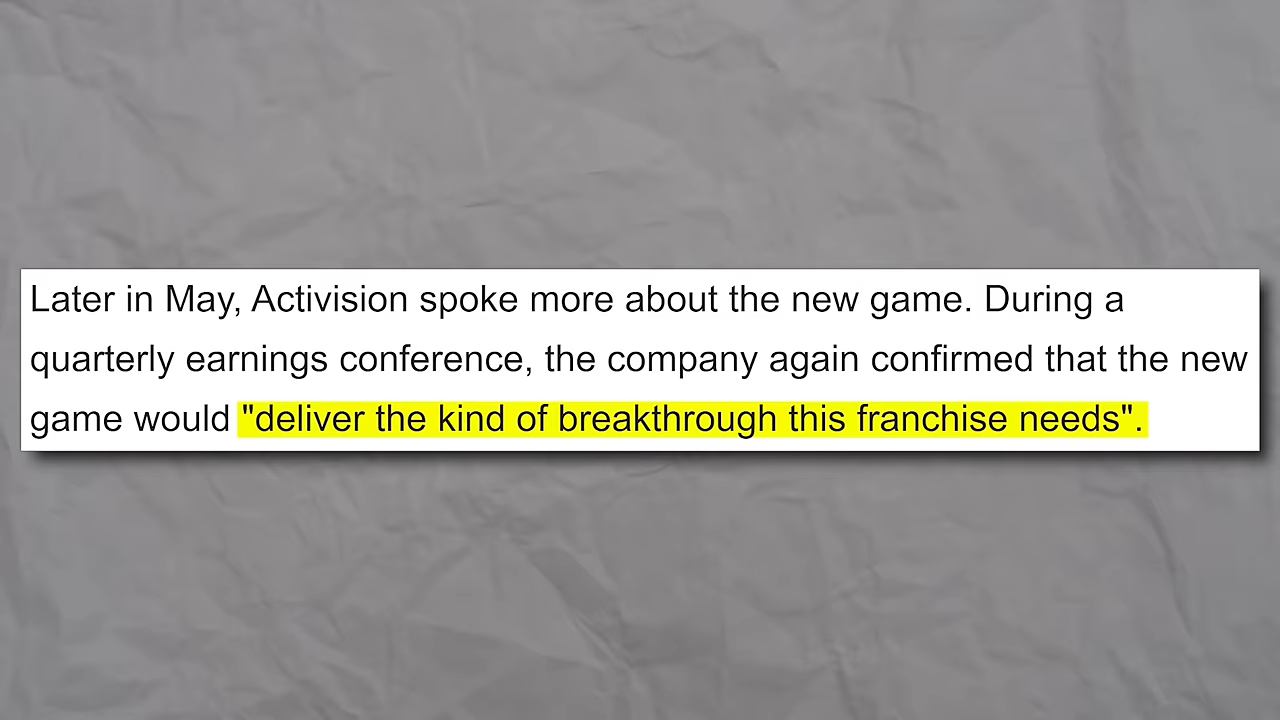 Later in May, Activision spoke more about the new game. During a
quarterly earnings conference, the company again confirmed that the new
game would "deliver the kind of breakthrough this franchise needs".